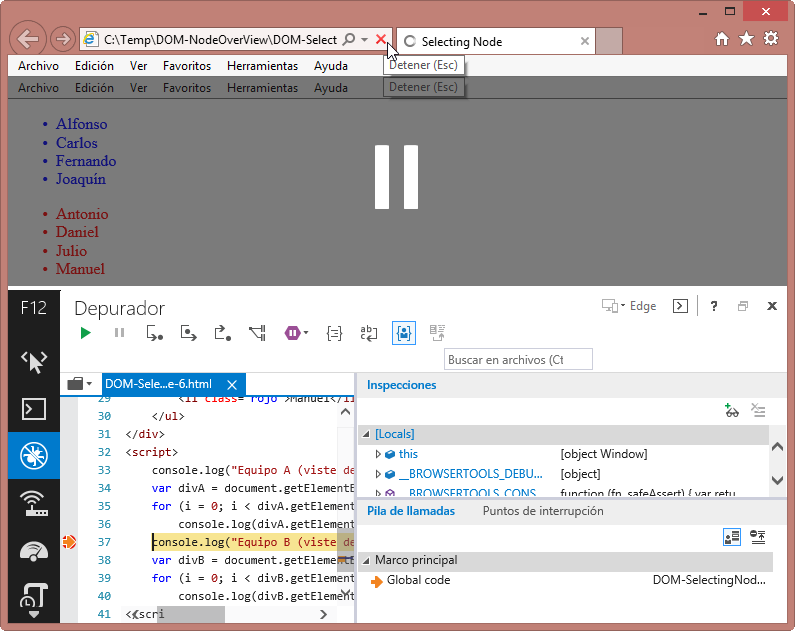 C:\Temp\DOM-NodeOverView\DOM-Select
Selecting Node
Archivo Edición Ver Favoritos Herramientas Ayuda
Detener (Esc)
Archivo Edición Ver Favoritos Herramientas Ayuda
Detener (Esc)
• Alfonso
• Carlos
• Fernando
• Joaquín
• Antonio
• Daniel
• Julio
• Manuel
F12
Depurador
Edge
?
Buscar en archivos (Ct
DOM-Sele...e-6.html
29 <li class="rojo">Manuel</li
30 </ul>
31 </div>
32 <script>
33 console.log("Equipo A (viste de
34 var divA = document.getElementE
35 for (i = 0; i < divA.getElement
36 console.log(divA.getElement
37 console.log("Equipo B (viste de
38 var divB = document.getElementE
39 for (i = 0; i < divB.getElement
40 console.log(divB.getElement
41 </scri
Inspecciones
[Locals]
this [object Window]
__BROWSERTOOLS_DEBU... [object]
__BROWSERTOOLS_CONS function (fn, safeAssert) { var retu
Pila de llamadas Puntos de interrupción
Marco principal
Global code DOM-SelectingNod...